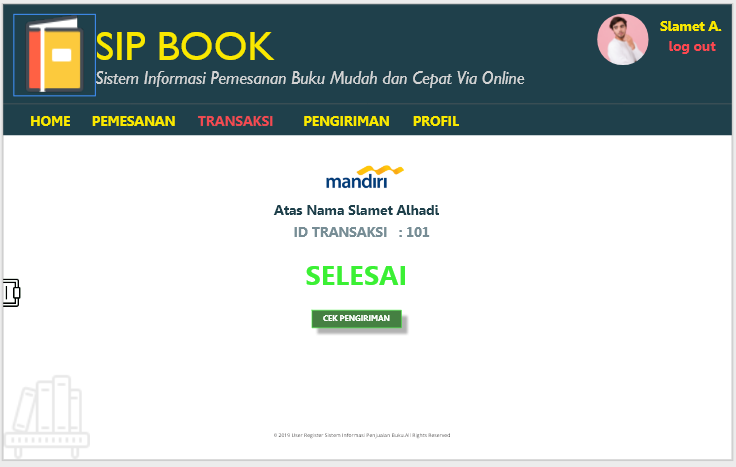 SIP BOOK
Sistem Informasi Pemesanan Buku Mudah dan Cepat Via Online
Slamet A.
log out
HOME PEMESANAN TRANSAKSI PENGIRIMAN PROFIL
mandiri
Atas Nama Slamet Alhadi
ID TRANSAKSI : 101
SELESAI
CEK PENGIRIMAN
© 2019 User Register Sistem Informasi Penjualan Buku.All Rights Reserved